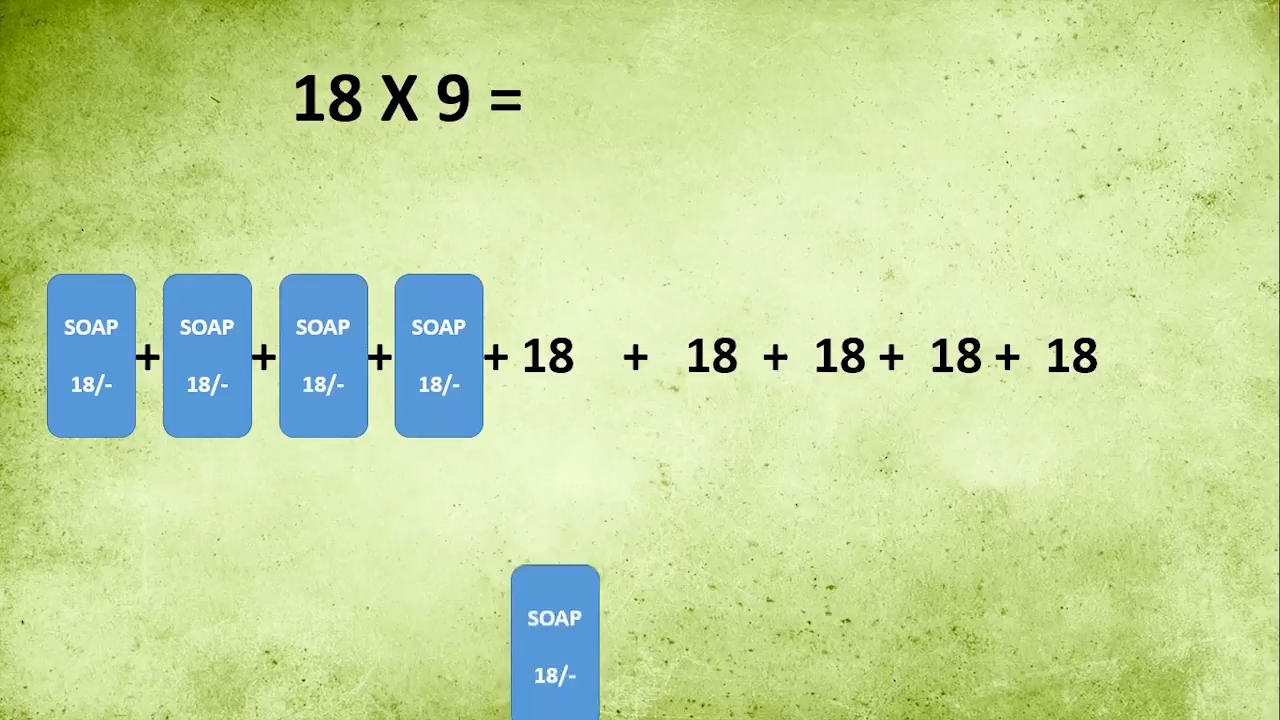 18 X 9 =
SOAP + SOAP + SOAP + SOAP + 18 + 18 + 18 + 18 + 18
18/- 18/- 18/- 18/-
SOAP
18/-